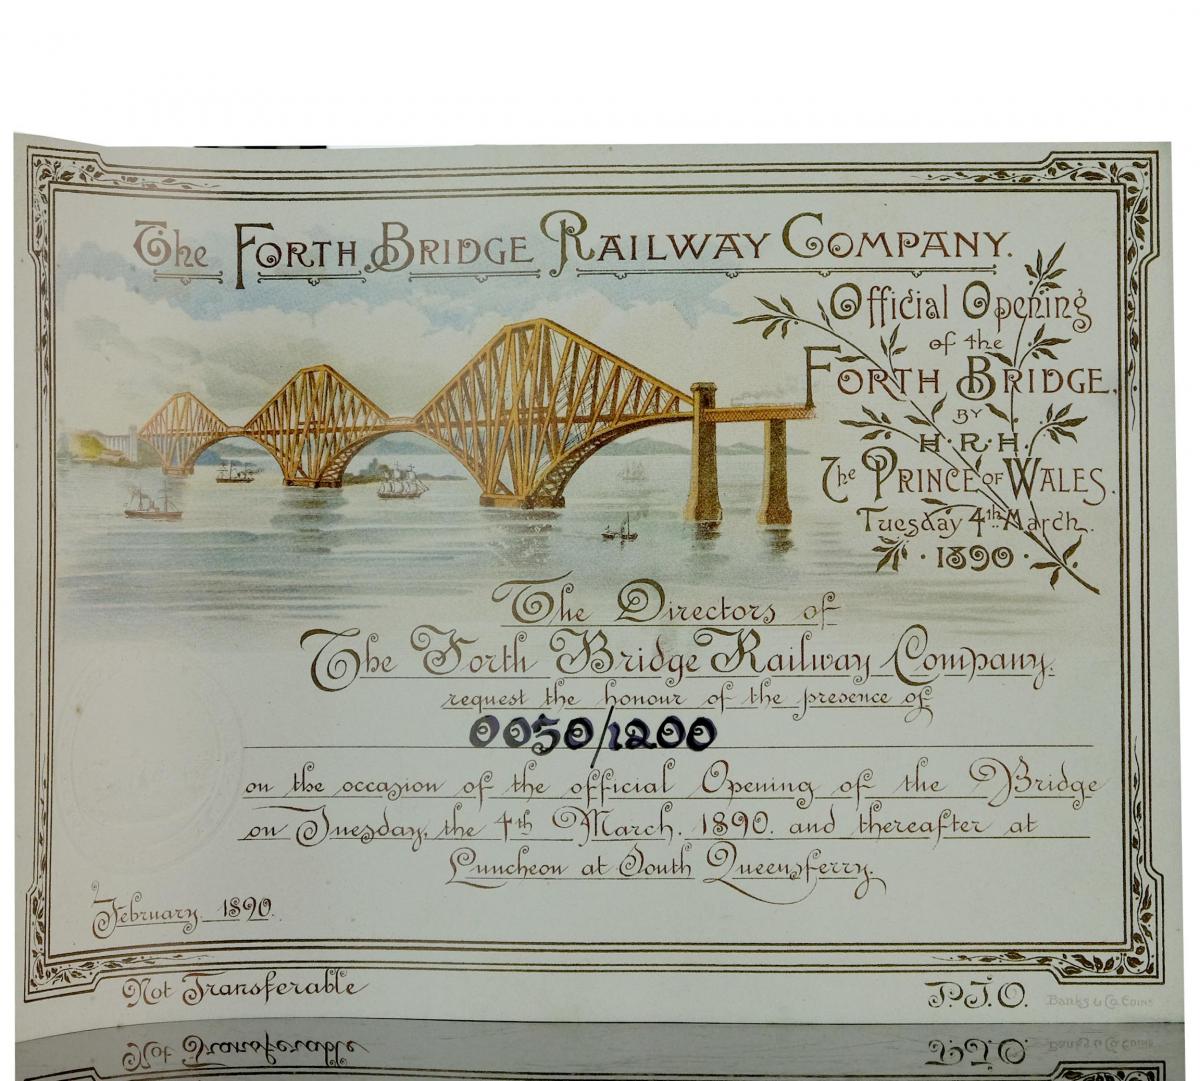 The Forth Bridge Railway Company.
Official Opening
of the
Forth Bridge.
BY
H.R.H.
The Prince of Wales.
Tuesday 4th March.
· 1890 ·
The Directors of
The Forth Bridge Railway Company.
request the honour of the presence of
0050/1200
on the occasion of the official Opening of the Bridge
on Tuesday, the 4th March. 1890. and thereafter at
Luncheon at South Queensferry.
February. 1890.
Not Transferable
P.T.O.
Banks & Co. Edin